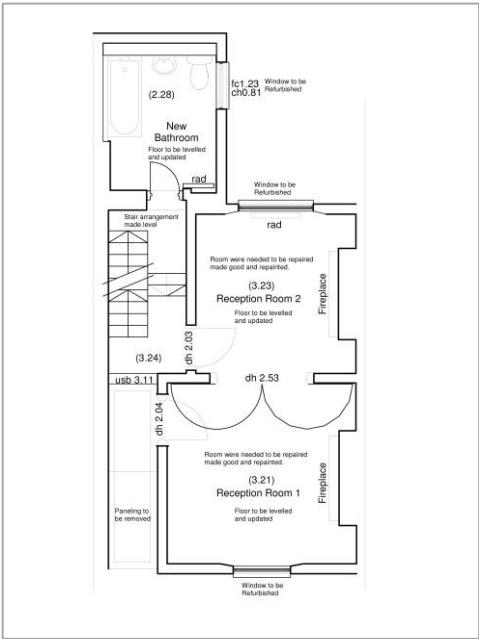 fc1.23
ch0.81
Window to be
Refurbished
(2.28)
New
Bathroom
Floor to be levelled
and updated
rad
Window to be
Refurbished
Stair arrangement
made level
rad
Room were needed to be repaired
made good and repainted.
(3.23)
Reception Room 2
Fireplace
Floor to be levelled
and updated
dh 2.03
(3.24)
usb 3.11
dh 2.53
dh 2.04
Room were needed to be repaired
made good and repainted.
(3.21)
Reception Room 1
Fireplace
Paneling to
be removed
Floor to be levelled
and updated
Window to be
Refurbished